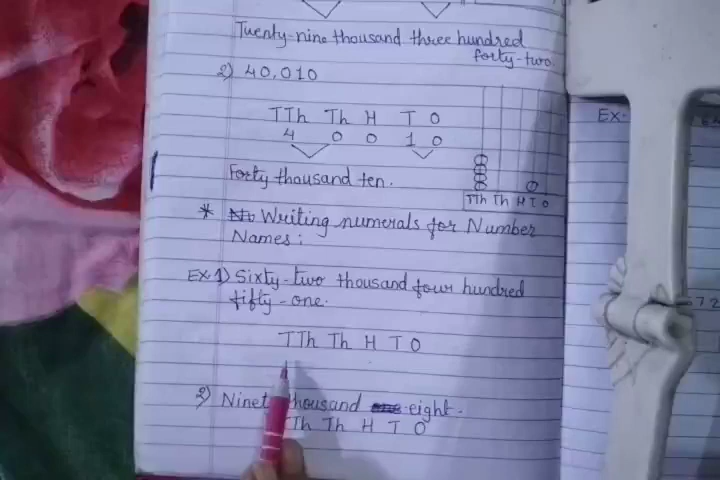 Twenty-nine thousand three hundred
forty-two.
2) 40,010
TTh Th H T O
4 0 0 1 0
TTh Th H T O
Forty thousand ten.
* Writing numerals for Number
Names:
EX. 1) Sixty-two thousand four hundred
fifty-one.
TTh Th H T O
2) thousand eight.
Th Th H T O
EX.